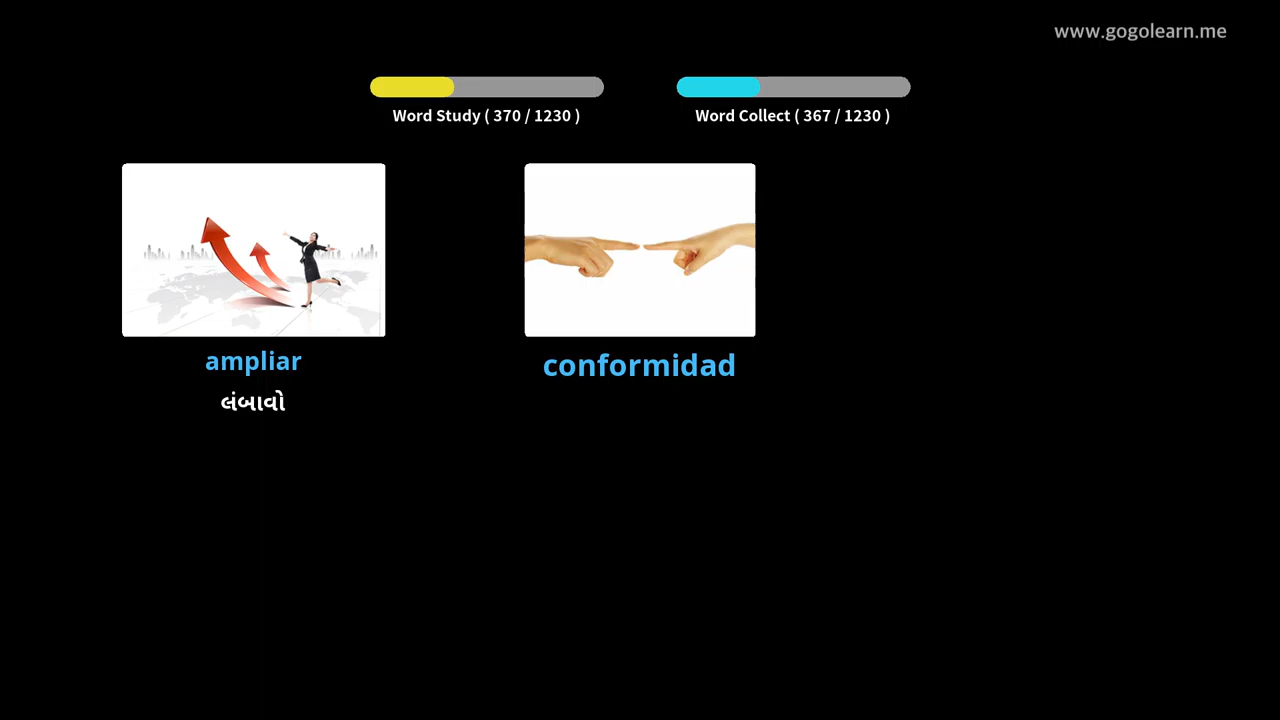 www.gogolearn.me
Word Study ( 370 / 1230 )
Word Collect ( 367 / 1230 )
ampliar
લંબાવો
conformidad